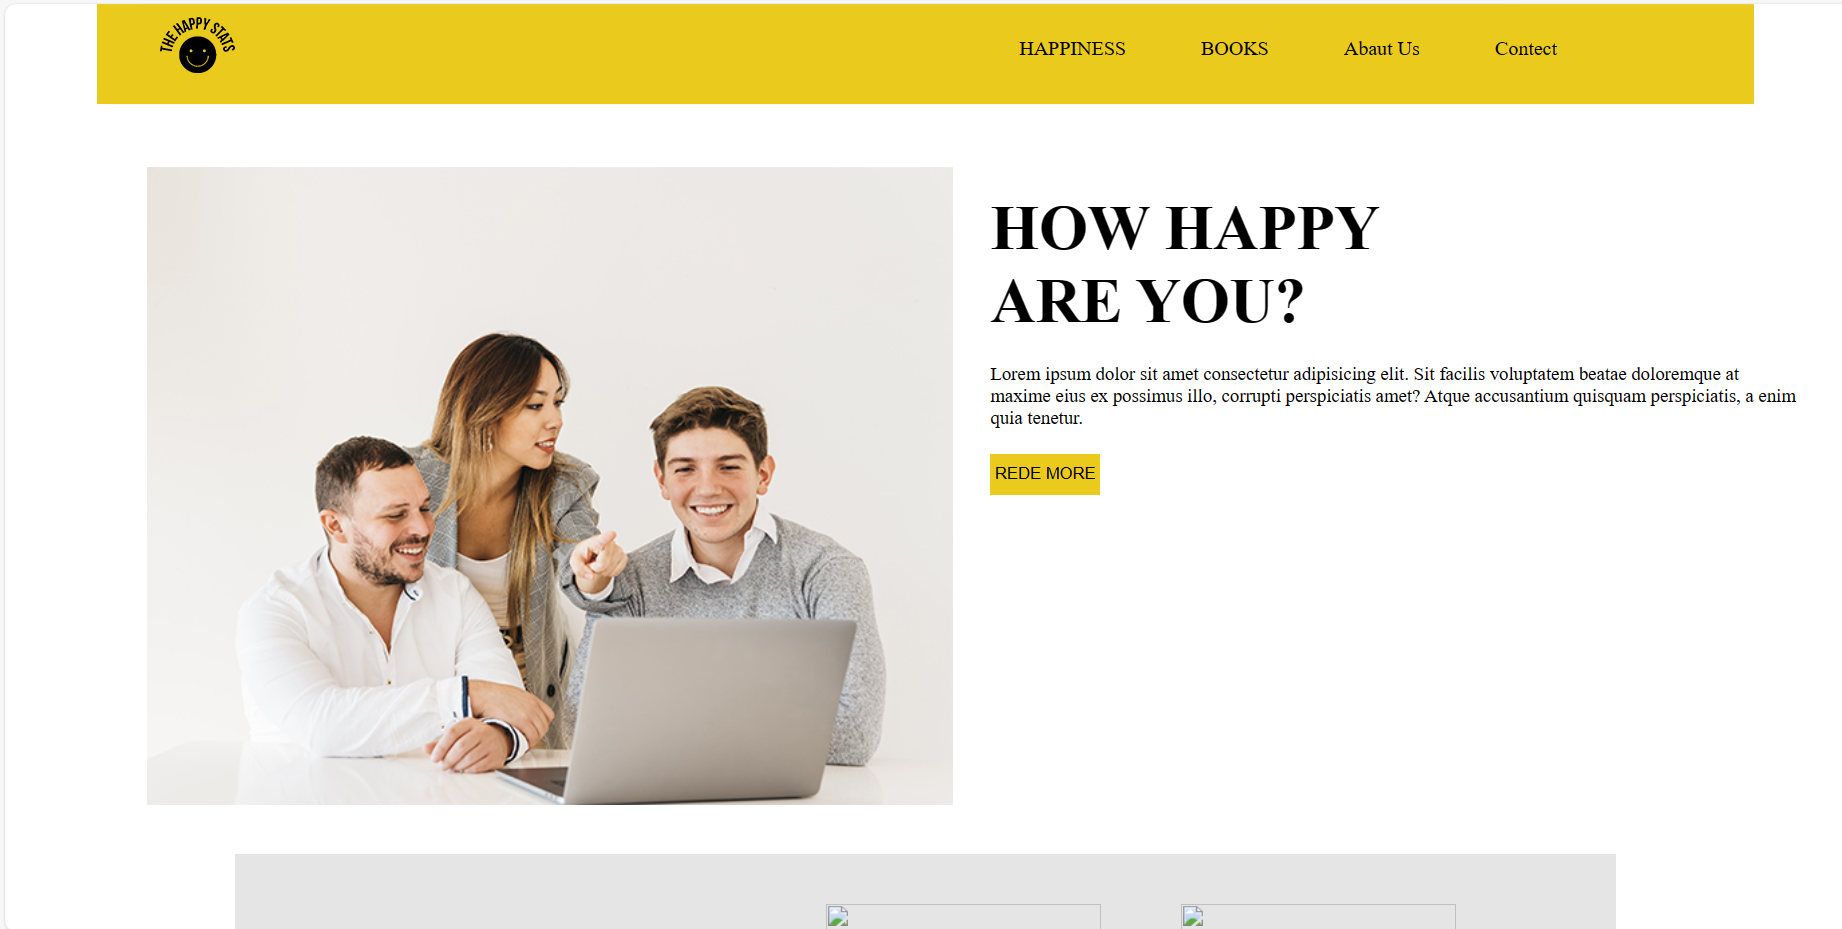 THE HAPPY STATS
HAPPINESS
BOOKS
Abaut Us
Contect
HOW HAPPY
ARE YOU?
Lorem ipsum dolor sit amet consectetur adipisicing elit. Sit facilis voluptatem beatae doloremque at
maxime eius ex possimus illo, corrupti perspiciatis amet? Atque accusantium quisquam perspiciatis, a enim
quia tenetur.
REDE MORE